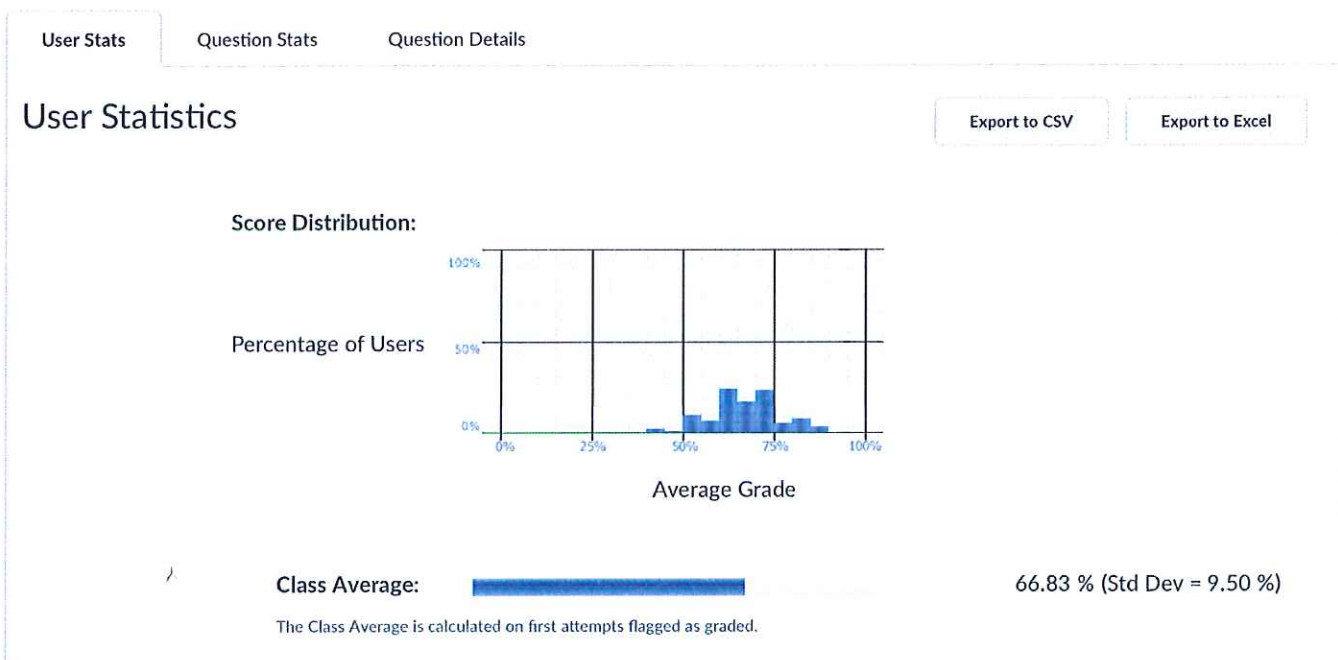 User Stats Question Stats Question Details
User Statistics
Export to CSV Export to Excel
Score Distribution:
100%
Percentage of Users
50%
0%
0% 25% 50% 75% 100%
Average Grade
Class Average: 66.83 % (Std Dev = 9.50 %)
The Class Average is calculated on first attempts flagged as graded.